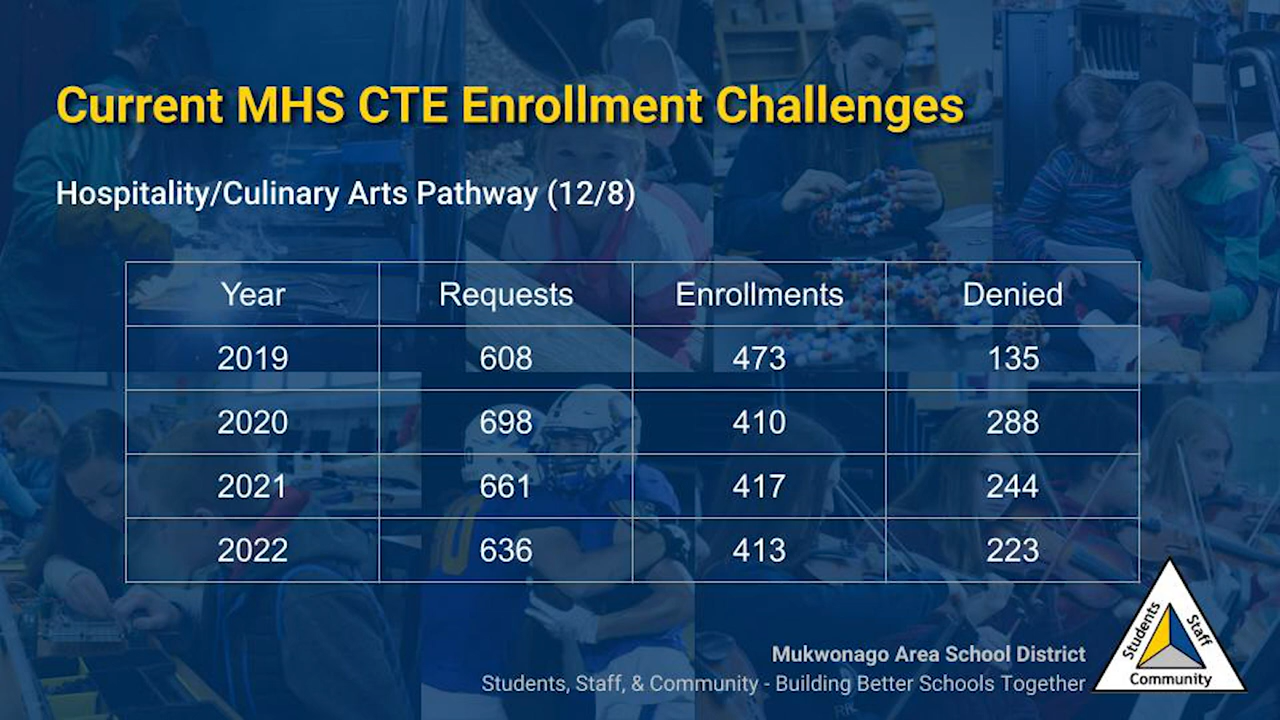 Current MHS CTE Enrollment Challenges
Hospitality/Culinary Arts Pathway (12/8)
Year Requests Enrollments Denied
2019 608 473 135
2020 698 410 288
2021 661 417 244
2022 636 413 223
Mukwonago Area School District
Students, Staff, & Community - Building Better Schools Together
Students Staff
Community